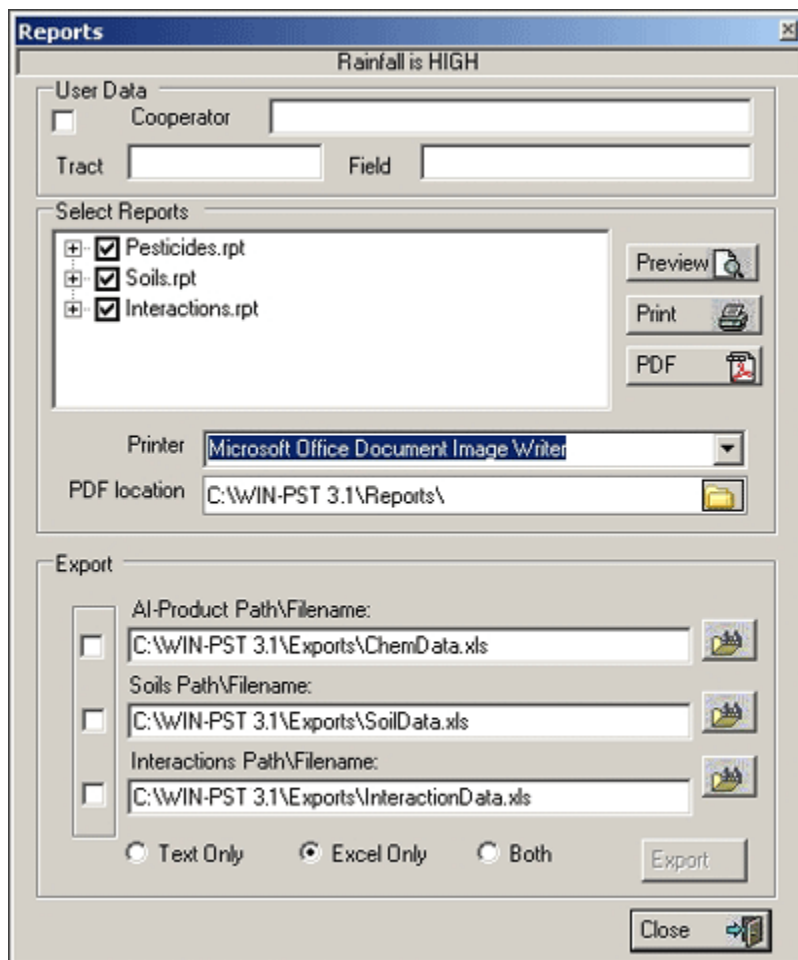 Reports
Rainfall is HIGH
User Data
Cooperator
Tract Field
Select Reports
Pesticides.rpt
Soils.rpt
Interactions.rpt
Preview
Print
PDF
Printer Microsoft Office Document Image Writer
PDF location C:\WIN-PST 3.1\Reports\
Export
AI-Product Path\Filename:
C:\WIN-PST 3.1\Exports\ChemData.xls
Soils Path\Filename:
C:\WIN-PST 3.1\Exports\SoilData.xls
Interactions Path\Filename:
C:\WIN-PST 3.1\Exports\InteractionData.xls
Text Only Excel Only Both Export
Close